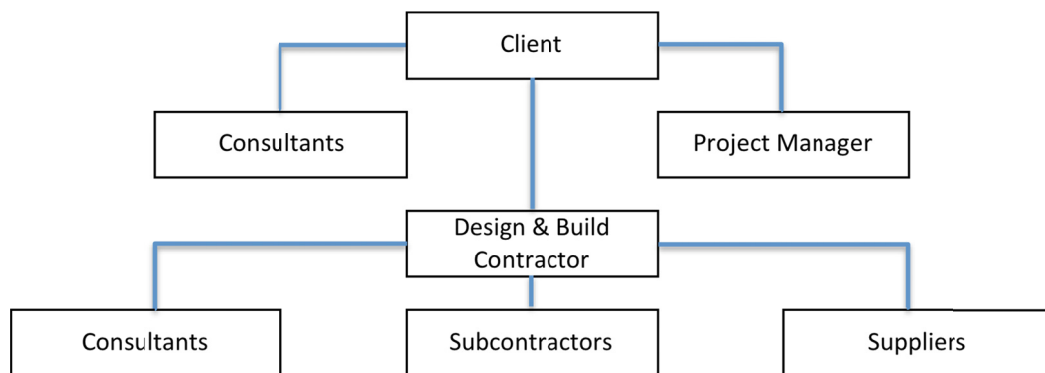 Client
Consultants
Project Manager
Design & Build
Contractor
Consultants
Subcontractors
Suppliers